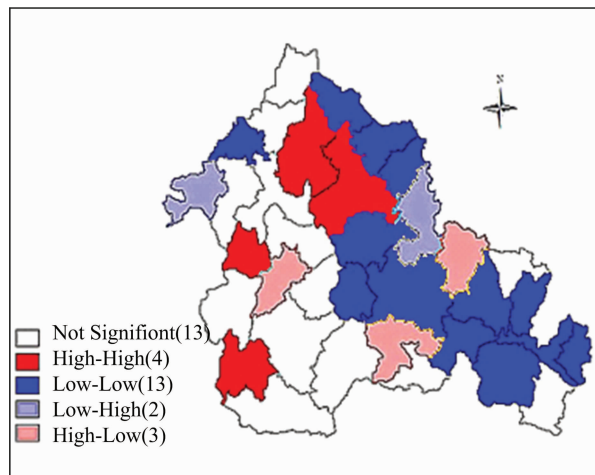 N
Not Signifiont(13)
High-High(4)
Low-Low(13)
Low-High(2)
High-Low(3)